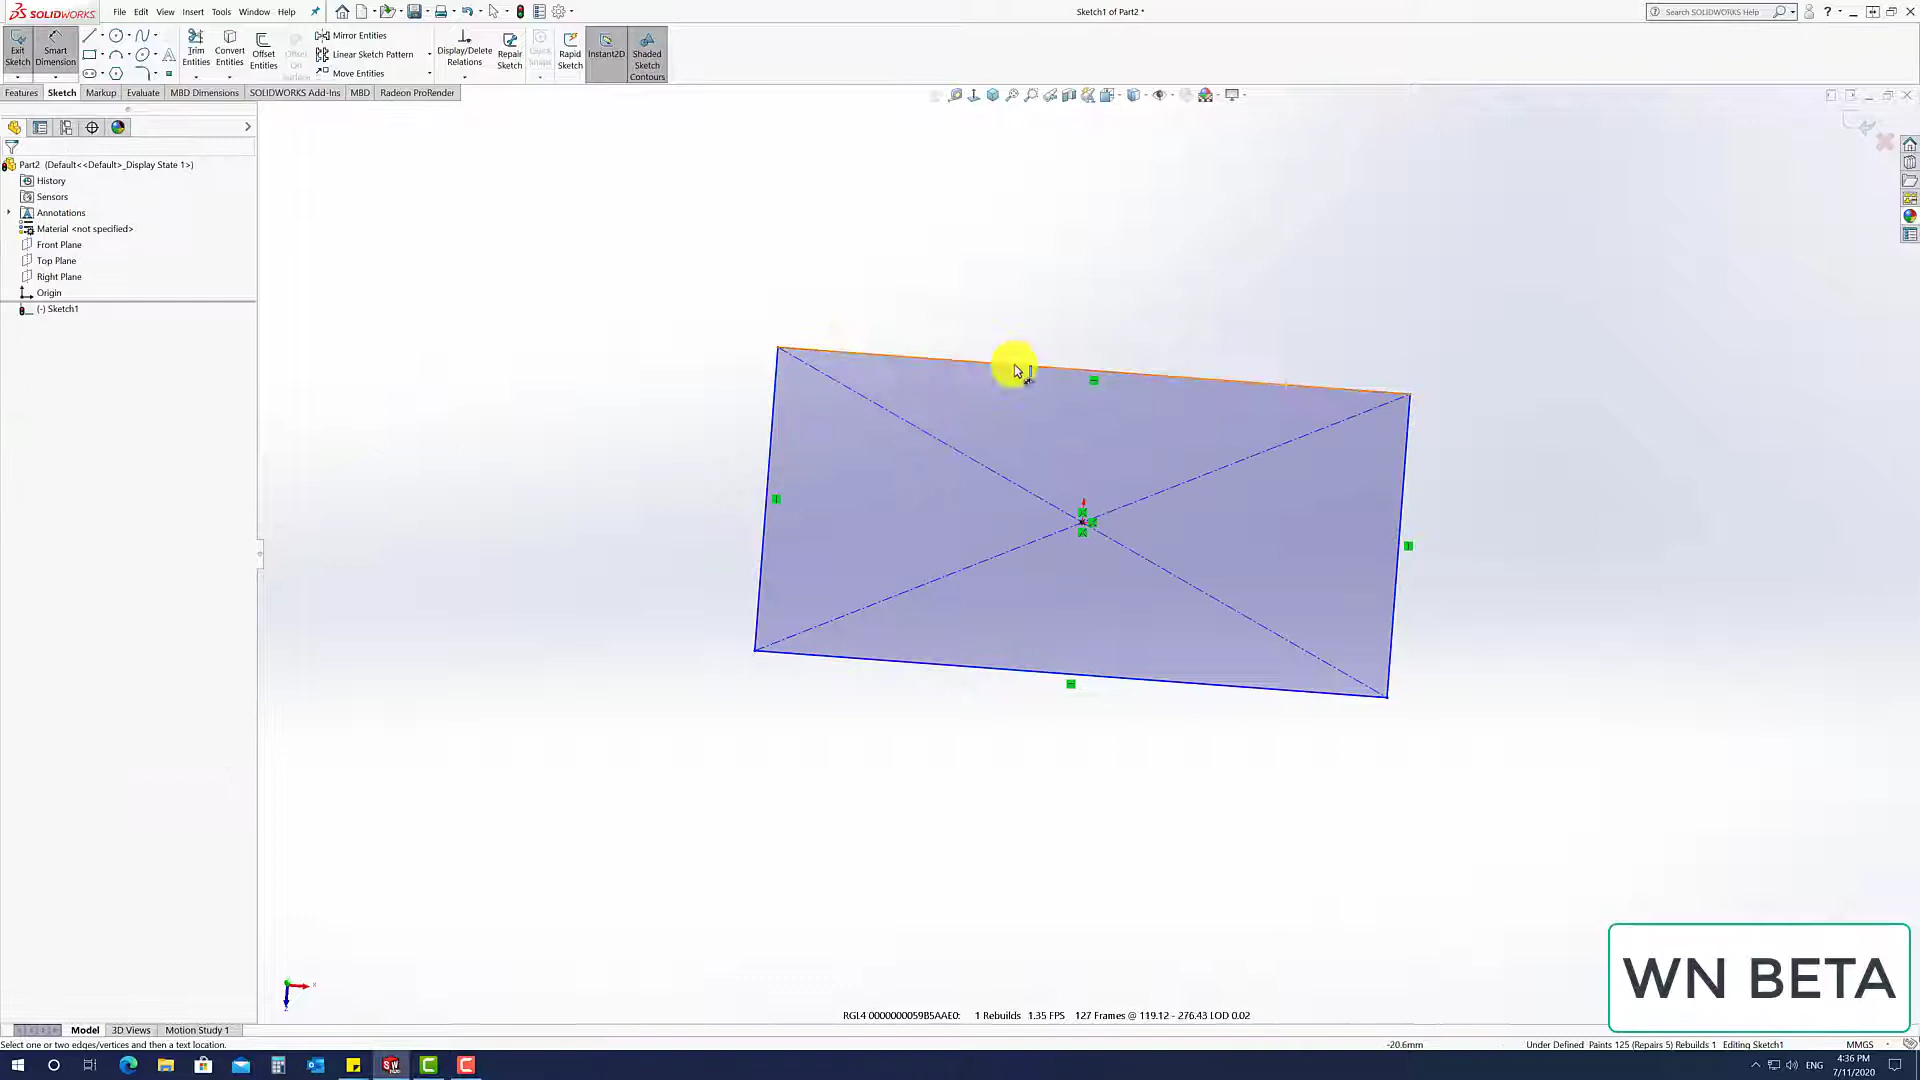 SOLIDWORKS
File Edit View Insert Tools Window Help
Sketch1 of Part2 *
Search SOLIDWORKS Help
Exit Sketch
Smart Dimension
Trim Entities
Convert Entities
Offset Entities
Offset On Surface
Mirror Entities
Linear Sketch Pattern
Move Entities
Display/Delete Relations
Repair Sketch
Quick Snaps
Rapid Sketch
Instant2D
Shaded Sketch Contours
Features Sketch Markup Evaluate MBD Dimensions SOLIDWORKS Add-Ins MBD Radeon ProRender
Part2 (Default<<Default>_Display State 1>)
History
Sensors
Annotations
Material <not specified>
Front Plane
Top Plane
Right Plane
Origin
(-) Sketch1
WN BETA
RGL4 0000000059B5AAE0: 1 Rebuilds 1.35 FPS 127 Frames @ 119.12 - 276.43 LOD 0.02
Model 3D Views Motion Study 1
Select one or two edges/vertices and then a text location.
-20.6mm
Under Defined Paints 125 (Repairs 5) Rebuilds 1 Editing Sketch1
MMGS
ENG
4:36 PM
7/11/2020